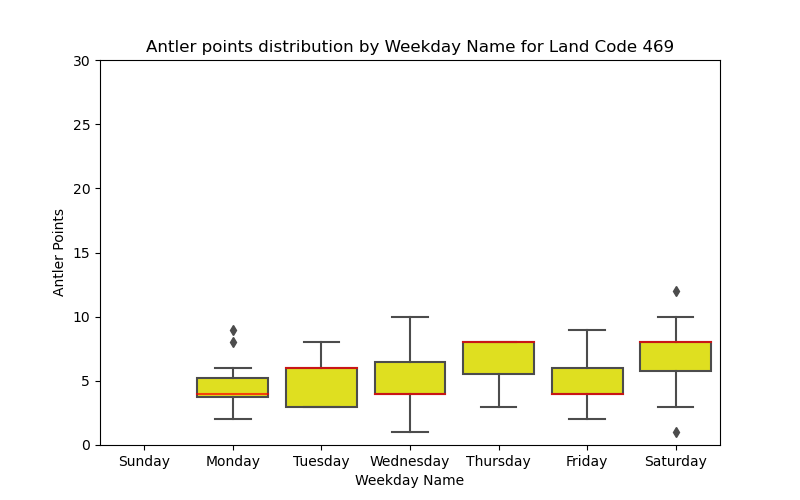 Antler points distribution by Weekday Name for Land Code 469
30
25
20
15
10
5
0
Antler Points
Sunday Monday Tuesday Wednesday Thursday Friday Saturday
Weekday Name